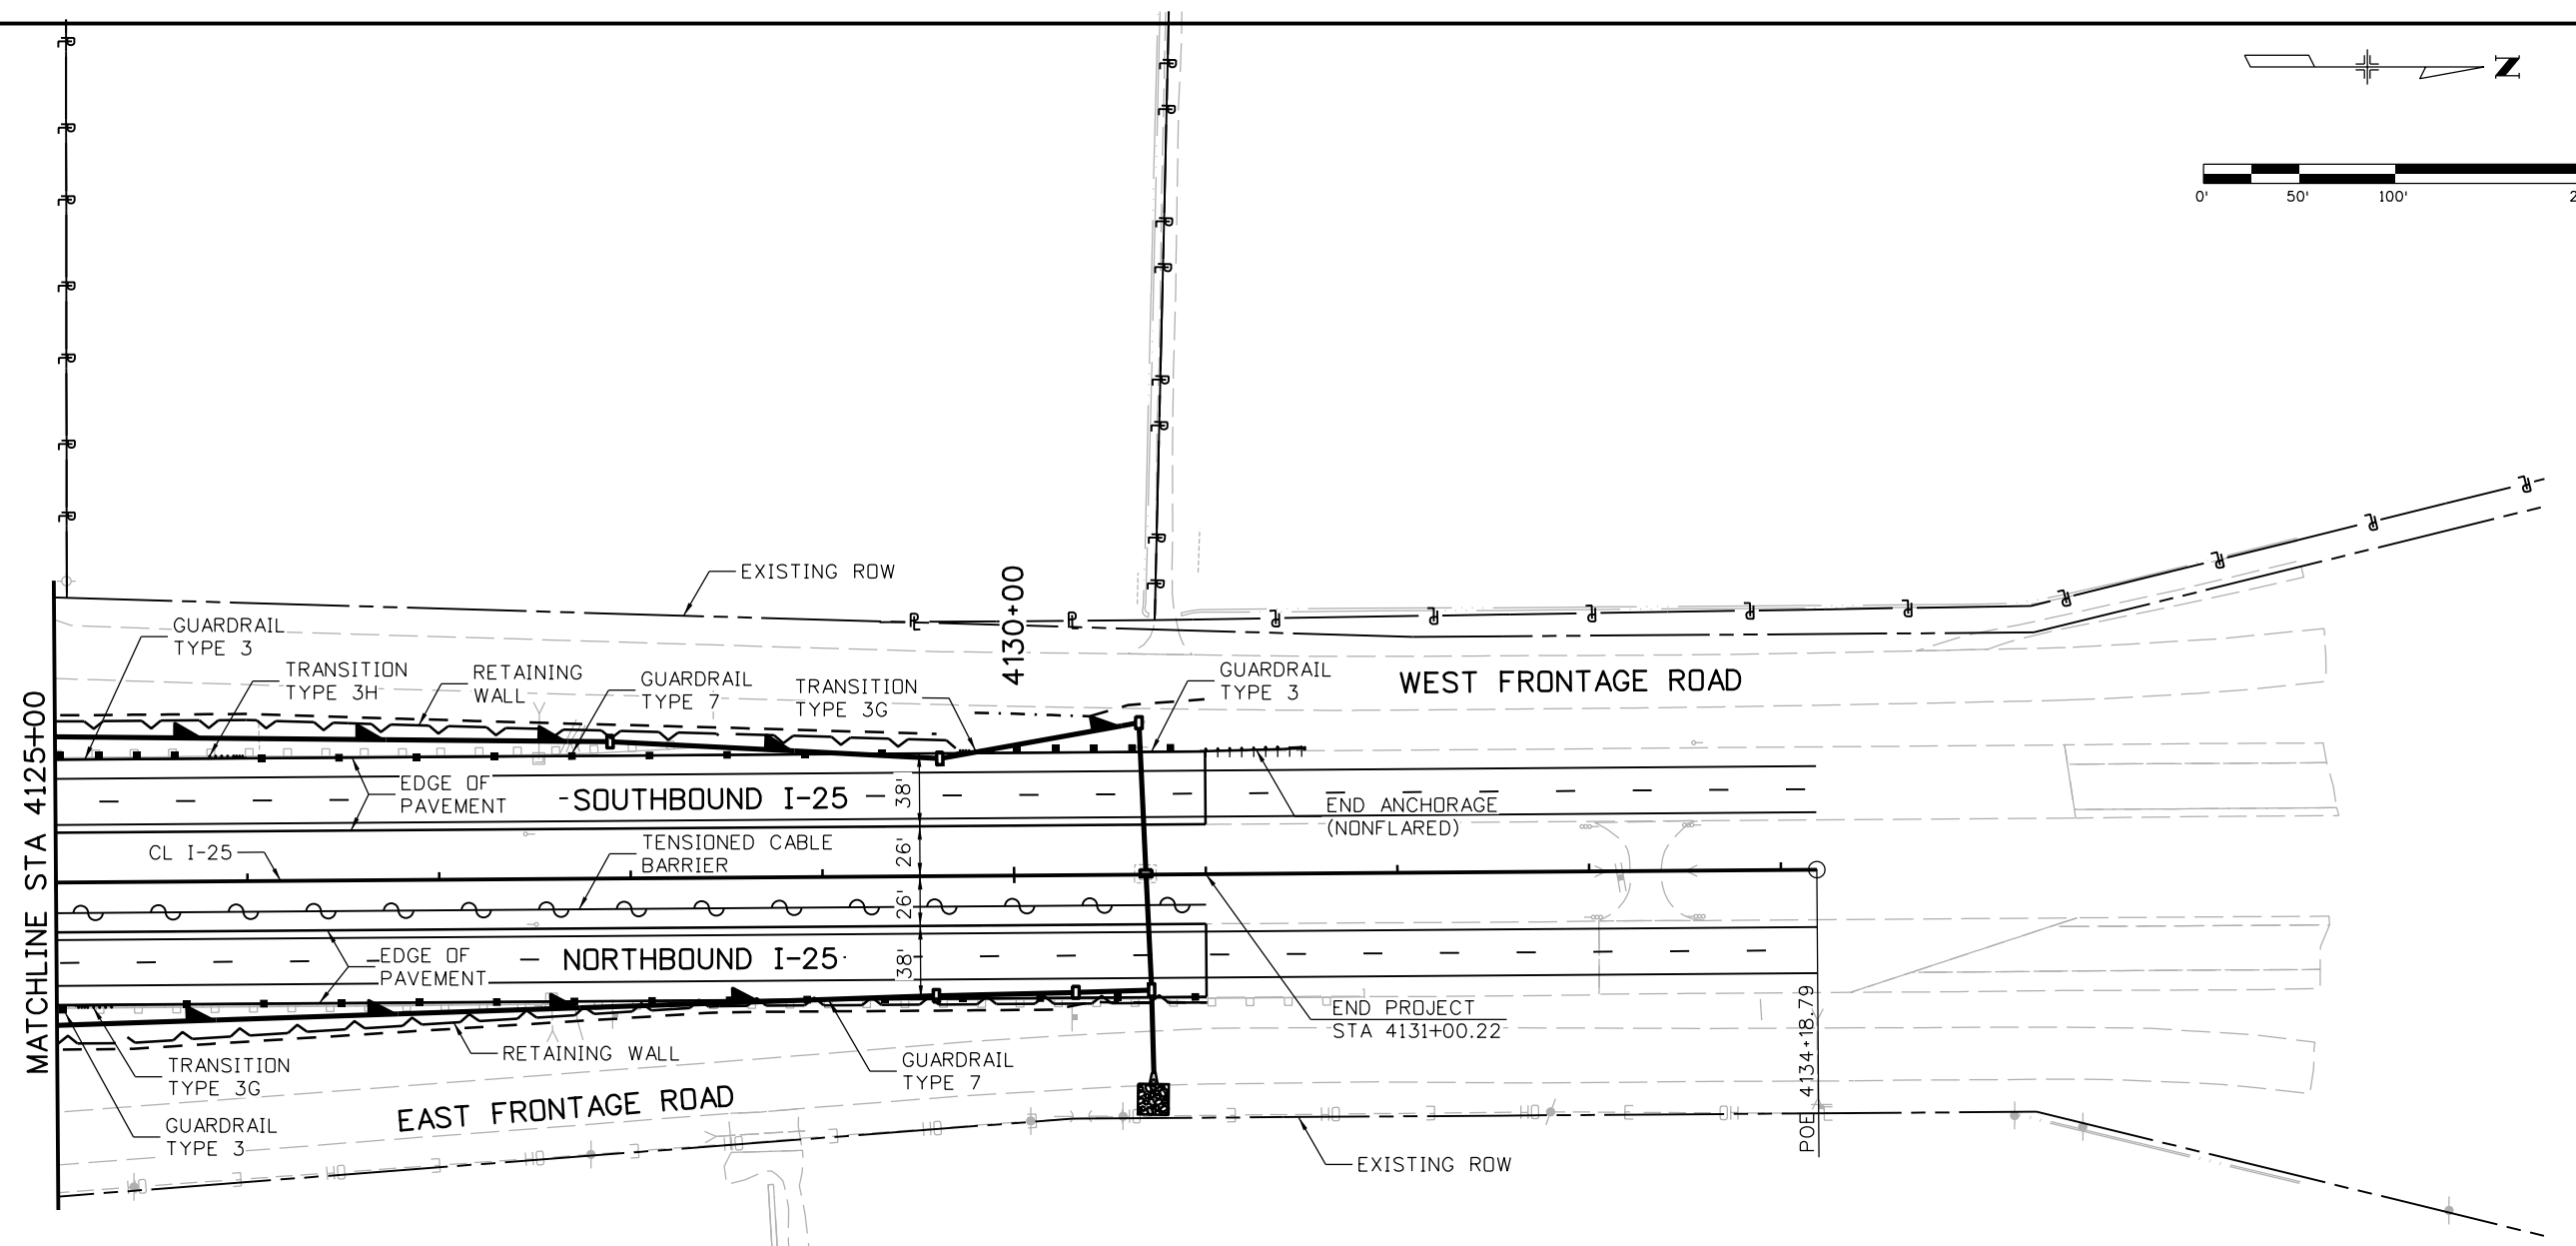 N
0'
50'
100'
EXISTING ROW
4130+00
GUARDRAIL
TYPE 3
TRANSITION
TYPE 3H
RETAINING
WALL
GUARDRAIL
TYPE 7
TRANSITION
TYPE 3G
GUARDRAIL
TYPE 3
WEST FRONTAGE ROAD
MATCHLINE STA 4125+00
EDGE OF
PAVEMENT
SOUTHBOUND I-25
38'
END ANCHORAGE
(NONFLARED)
CL I-25
TENSIONED CABLE
BARRIER
26'
26'
EDGE OF
PAVEMENT
NORTHBOUND I-25
38'
END PROJECT
STA 4131+00.22
POE 4134+18.79
TRANSITION
TYPE 3G
RETAINING WALL
GUARDRAIL
TYPE 7
EAST FRONTAGE ROAD
GUARDRAIL
TYPE 3
EXISTING ROW